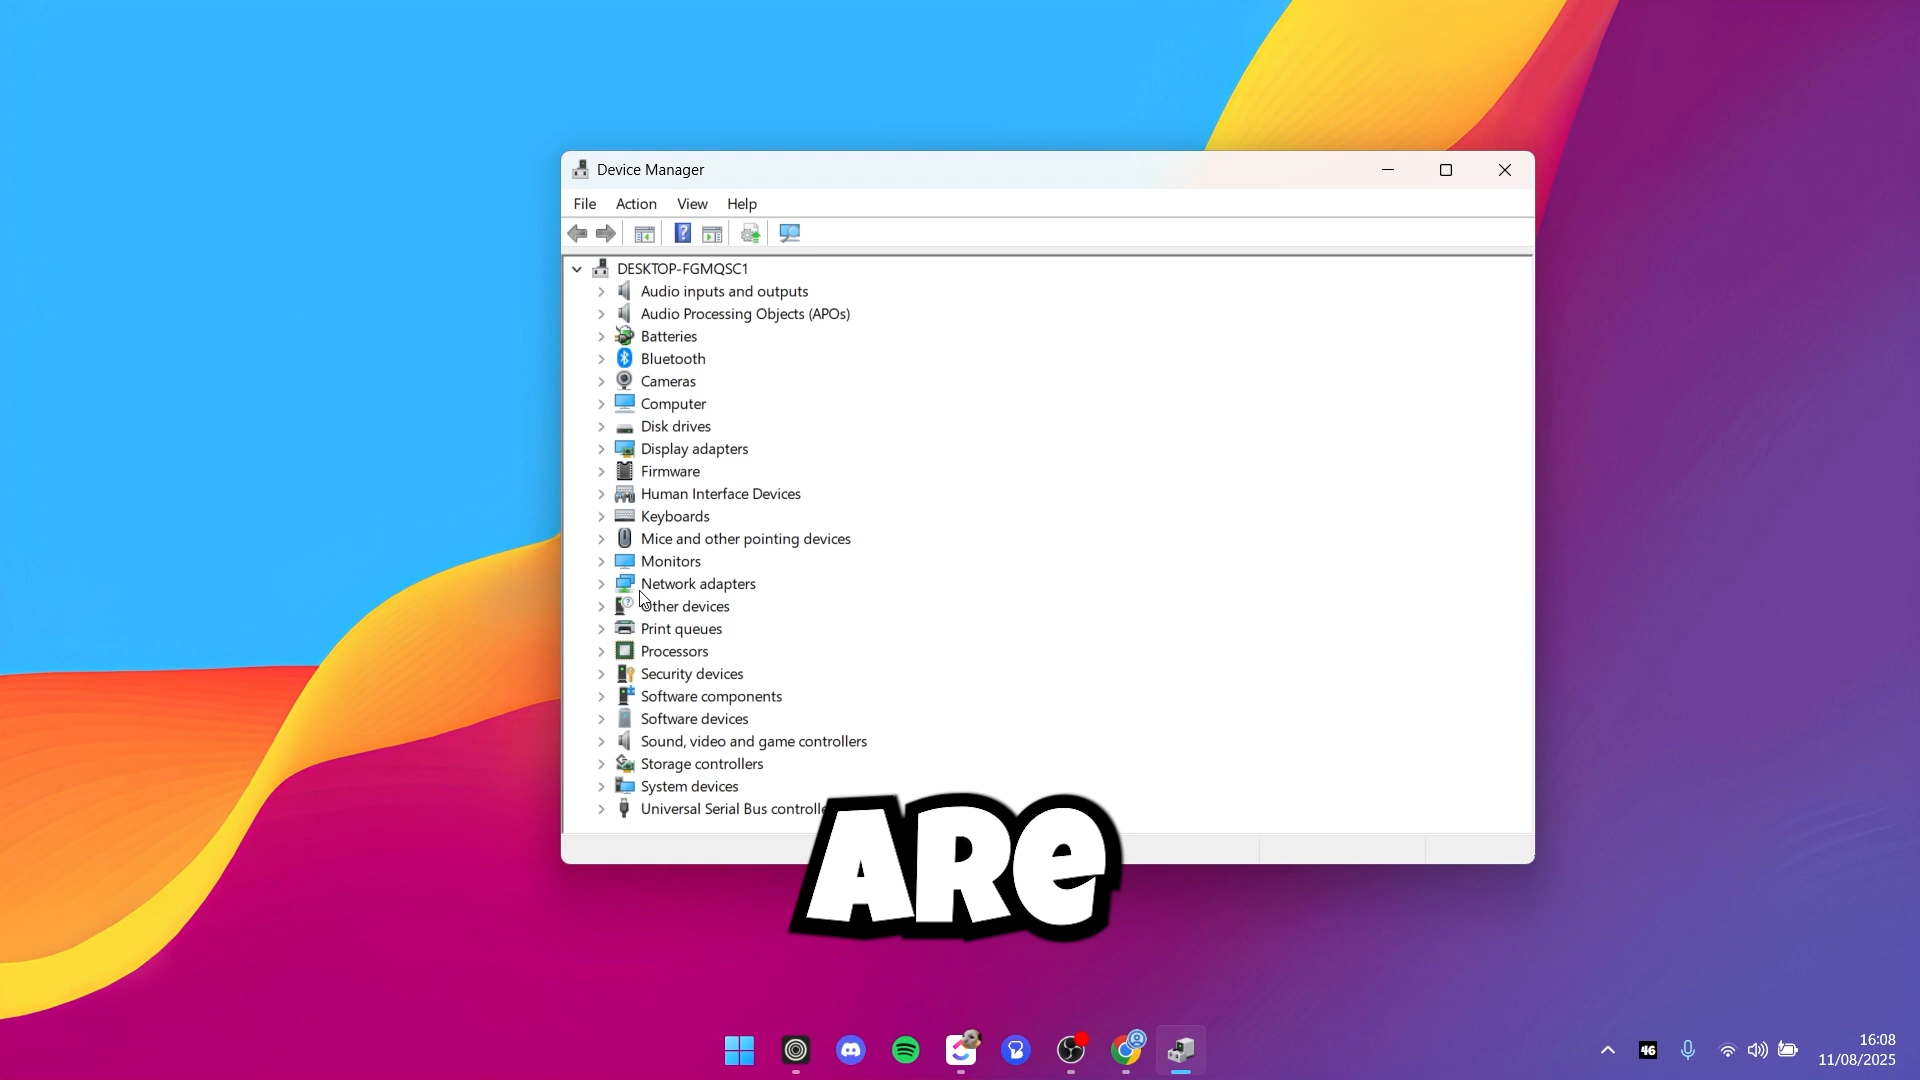 Device Manager
File Action View Help
DESKTOP-FGMQSC1
Audio inputs and outputs
Audio Processing Objects (APOs)
Batteries
Bluetooth
Cameras
Computer
Disk drives
Display adapters
Firmware
Human Interface Devices
Keyboards
Mice and other pointing devices
Monitors
Network adapters
Other devices
Print queues
Processors
Security devices
Software components
Software devices
Sound, video and game controllers
Storage controllers
System devices
Universal Serial Bus controlle
ARe
46
16:08
11/08/2025